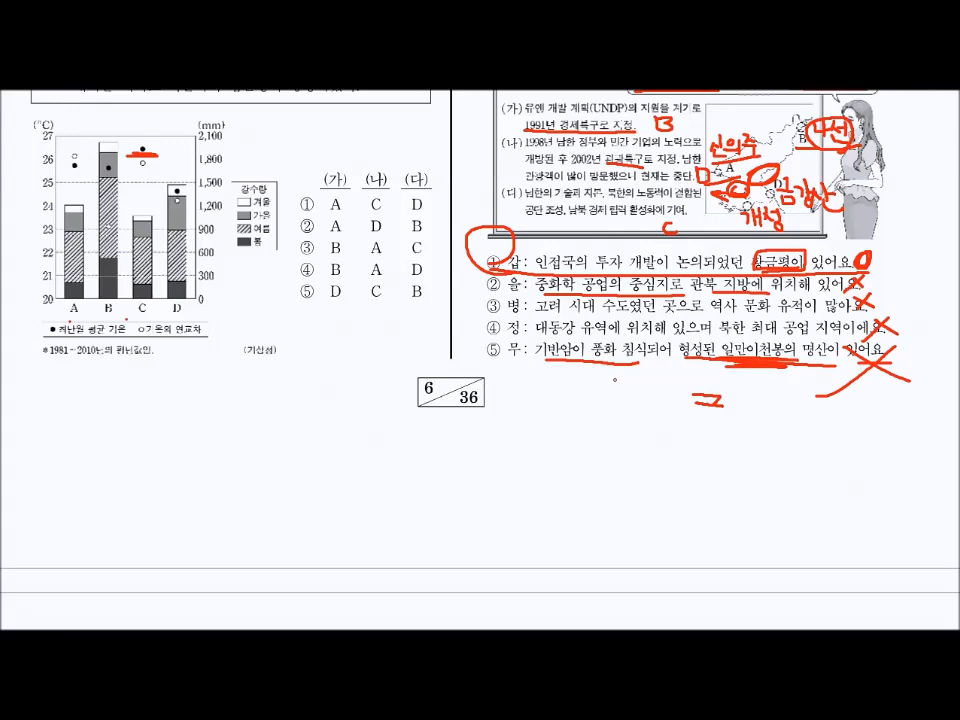 (℃)
(mm)
27
26
25
24
23
22
21
20
2,100
1,800
1,500
1,200
900
600
300
0
강수량
겨울
가을
여름
봄
A B C D
●최난월 평균 기온 ○기온의 연교차
*1981~2010년의 평년값임.
(기상청)
(가) (나) (다)
① A C D
② A D B
③ B A C
④ B A D
⑤ D C B
(가) 유엔 개발 계획(UNDP)의 지원을 계기로
1991년 경제특구로 지정. B
(나) 1998년 남한 정부와 민간 기업의 노력으로
개발된 후 2002년 관광특구로 지정. 남한
관광객이 많이 방문했으나 현재는 중단.
(다) 남한의 기술과 자본, 북한의 노동력이 결합된
공단 조성, 남북 경제 협력 활성화에 기여.
C
나선
B
신의주
A
D
금강산
개성
① 갑: 인접국의 투자 개발이 논의되었던 황금평이 있어요.
② 을: 중화학 공업의 중심지로 관북 지방에 위치해 있어요.
③ 병: 고려 시대 수도였던 곳으로 역사 문화 유적이 많아요.
④ 정: 대동강 유역에 위치해 있으며 북한 최대 공업 지역이에요.
⑤ 무: 기반암이 풍화 침식되어 형성된 일만이천봉의 명산이 있어요.
6
36